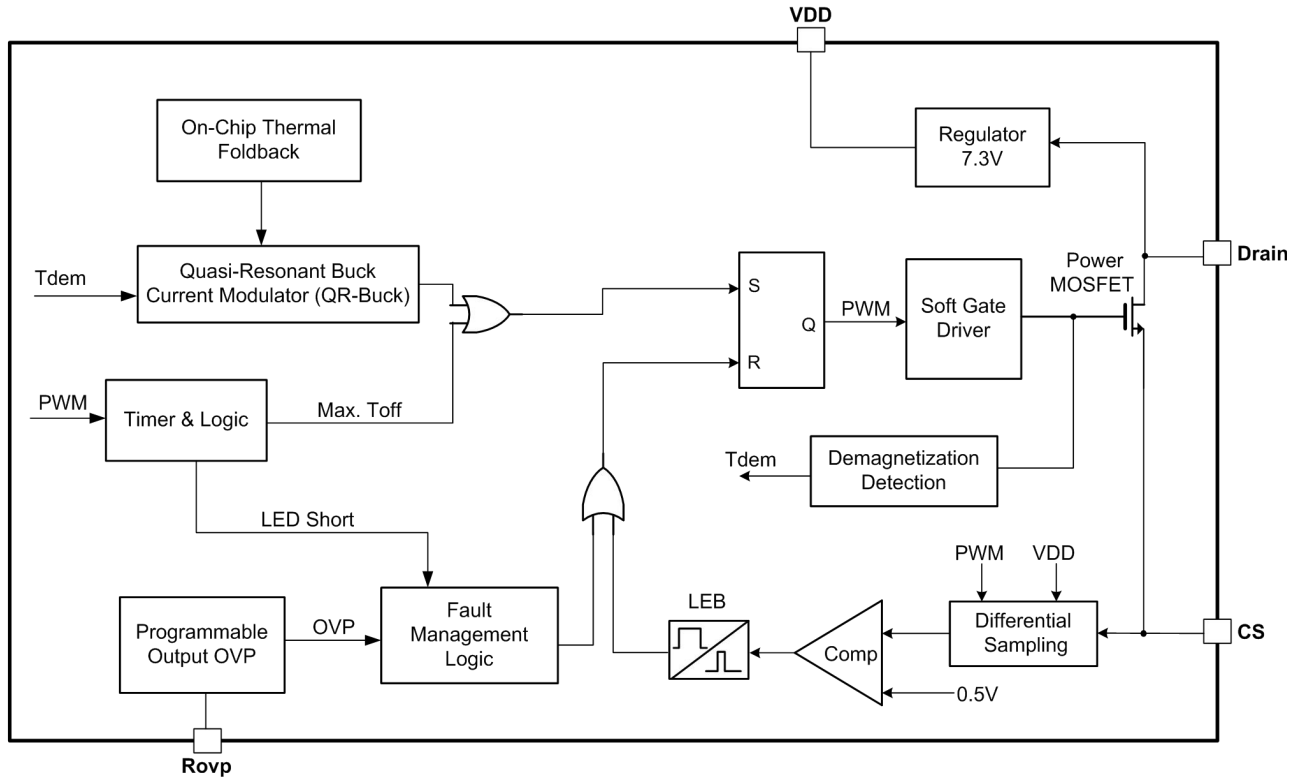 VDD
On-Chip Thermal
Foldback
Regulator
7.3V
Tdem
Quasi-Resonant Buck
Current Modulator (QR-Buck)
Power
MOSFET
Drain
S
Q
R
PWM
Soft Gate
Driver
PWM
Timer & Logic
Max. Toff
Tdem
Demagnetization
Detection
LED Short
PWM
VDD
Programmable
Output OVP
OVP
Fault
Management
Logic
LEB
Comp
Differential
Sampling
CS
0.5V
Rovp